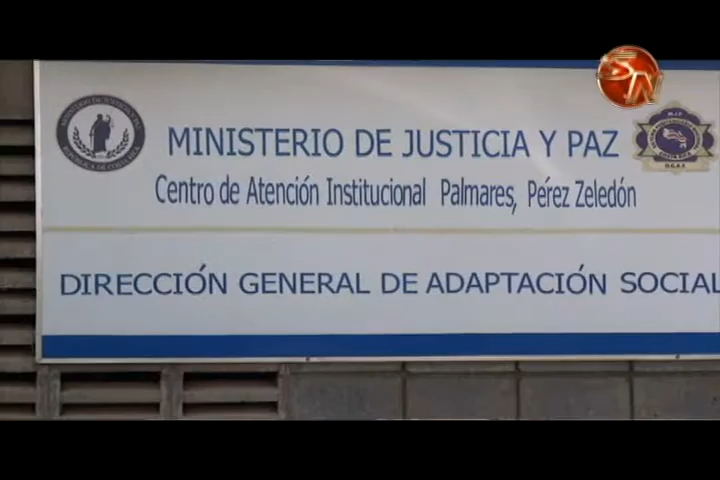 MINISTERIO DE JUSTICIA Y PAZ
Centro de Atención Institucional Palmares, Pérez Zeledón
DIRECCIÓN GENERAL DE ADAPTACIÓN SOCIAL